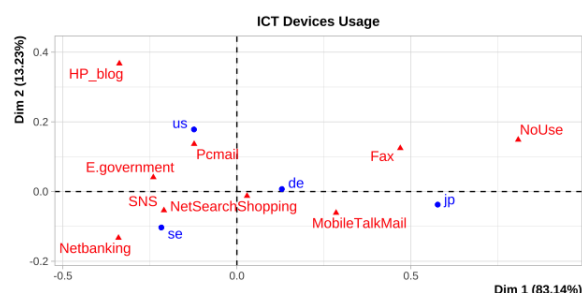 ICT Devices Usage
Dim 2 (13.23%)
0.4
HP_blog
us
0.2
Pcmail
Fax
NoUse
E.government
de
0.0
SNS
NetSearchShopping
jp
MobileTalkMail
se
Netbanking
-0.2
-0.5
0.0
0.5
Dim 1 (83.14%)